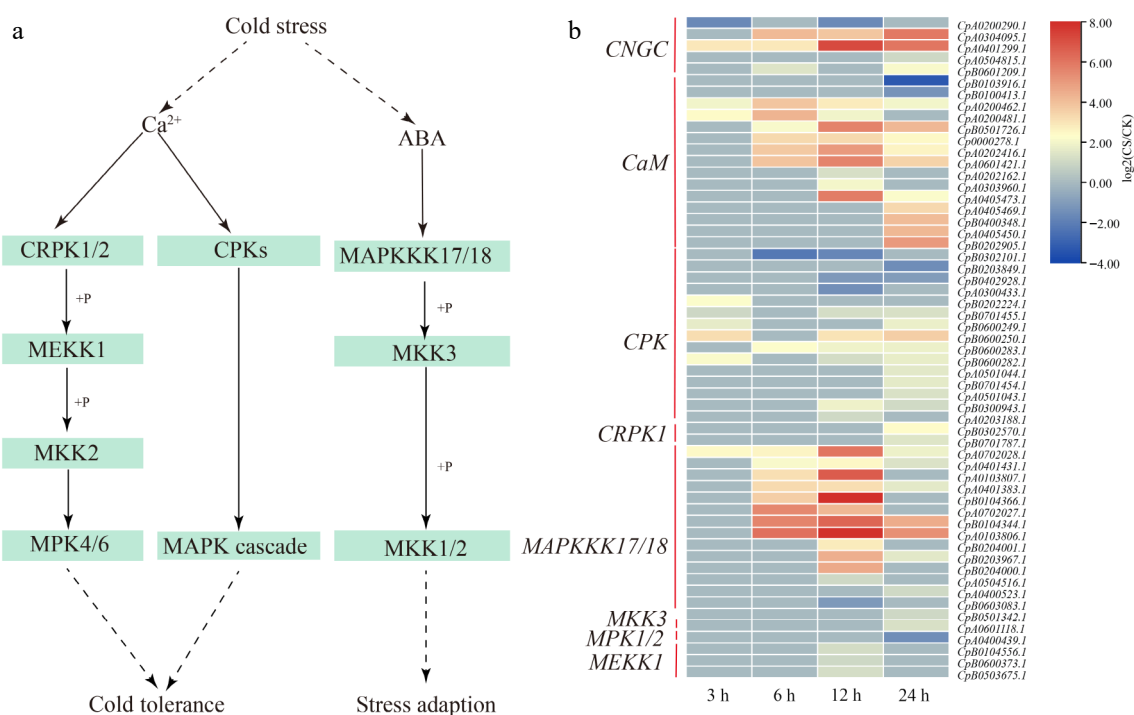 a
Cold stress
Ca2+
ABA
CRPK1/2
CPKs
MAPKKK17/18
+P
+P
MEKK1
MKK3
+P
MKK2
+P
MPK4/6
MAPK cascade
MKK1/2
Cold tolerance
Stress adaption
b
CNGC
CaM
CPK
CRPK1
MAPKKK17/18
MKK3
MPK1/2
MEKK1
CpA0200290.1
CpA0304095.1
CpA0401299.1
CpA0504815.1
CpB0601209.1
CpB0103916.1
CpB0100413.1
CpA0200462.1
CpA0200481.1
CpB0501726.1
Cp0000278.1
CpA0202416.1
CpA0601421.1
CpA0202162.1
CpA0303960.1
CpA0405473.1
CpA0405469.1
CpB0400348.1
CpA0405450.1
CpB0202905.1
CpB0302101.1
CpB0203849.1
CpB0402928.1
CpA0300433.1
CpB0202224.1
CpB0701455.1
CpB0600249.1
CpB0600250.1
CpB0600283.1
CpB0600282.1
CpA0501044.1
CpB0701454.1
CpA0501043.1
CpB0300943.1
CpA0203188.1
CpB0302570.1
CpB0701787.1
CpA0702028.1
CpA0401431.1
CpA0103807.1
CpA0401383.1
CpB0104366.1
CpA0702027.1
CpB0104344.1
CpA0103806.1
CpB0204001.1
CpB0203967.1
CpB0204000.1
CpA0504516.1
CpA0400523.1
CpB0603083.1
CpB0501342.1
CpA0601118.1
CpA0400439.1
CpB0104556.1
CpB0600373.1
CpB0503675.1
3 h 6 h 12 h 24 h
8.00
6.00
4.00
2.00
0.00
−2.00
−4.00
log2(CS/CK)